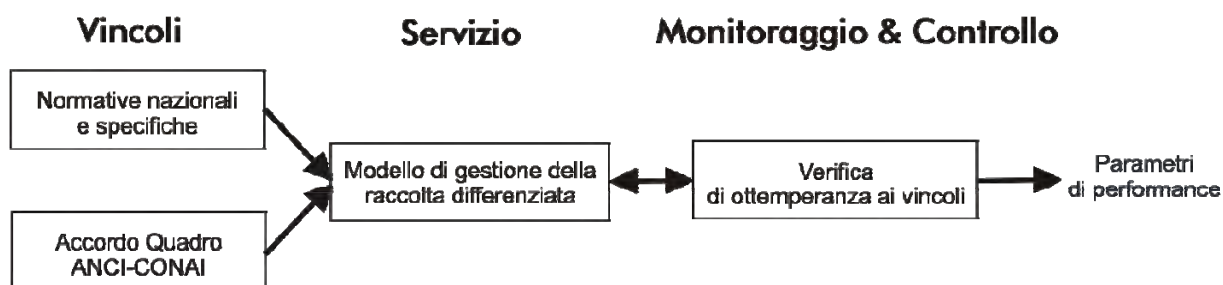 Vincoli
Servizio
Monitoraggio & Controllo
Normative nazionali
e specifiche
Modello di gestione della
raccolta differenziata
Verifica
di ottemperanza ai vincoli
Parametri
di performance
Accordo Quadro
ANCI-CONAI